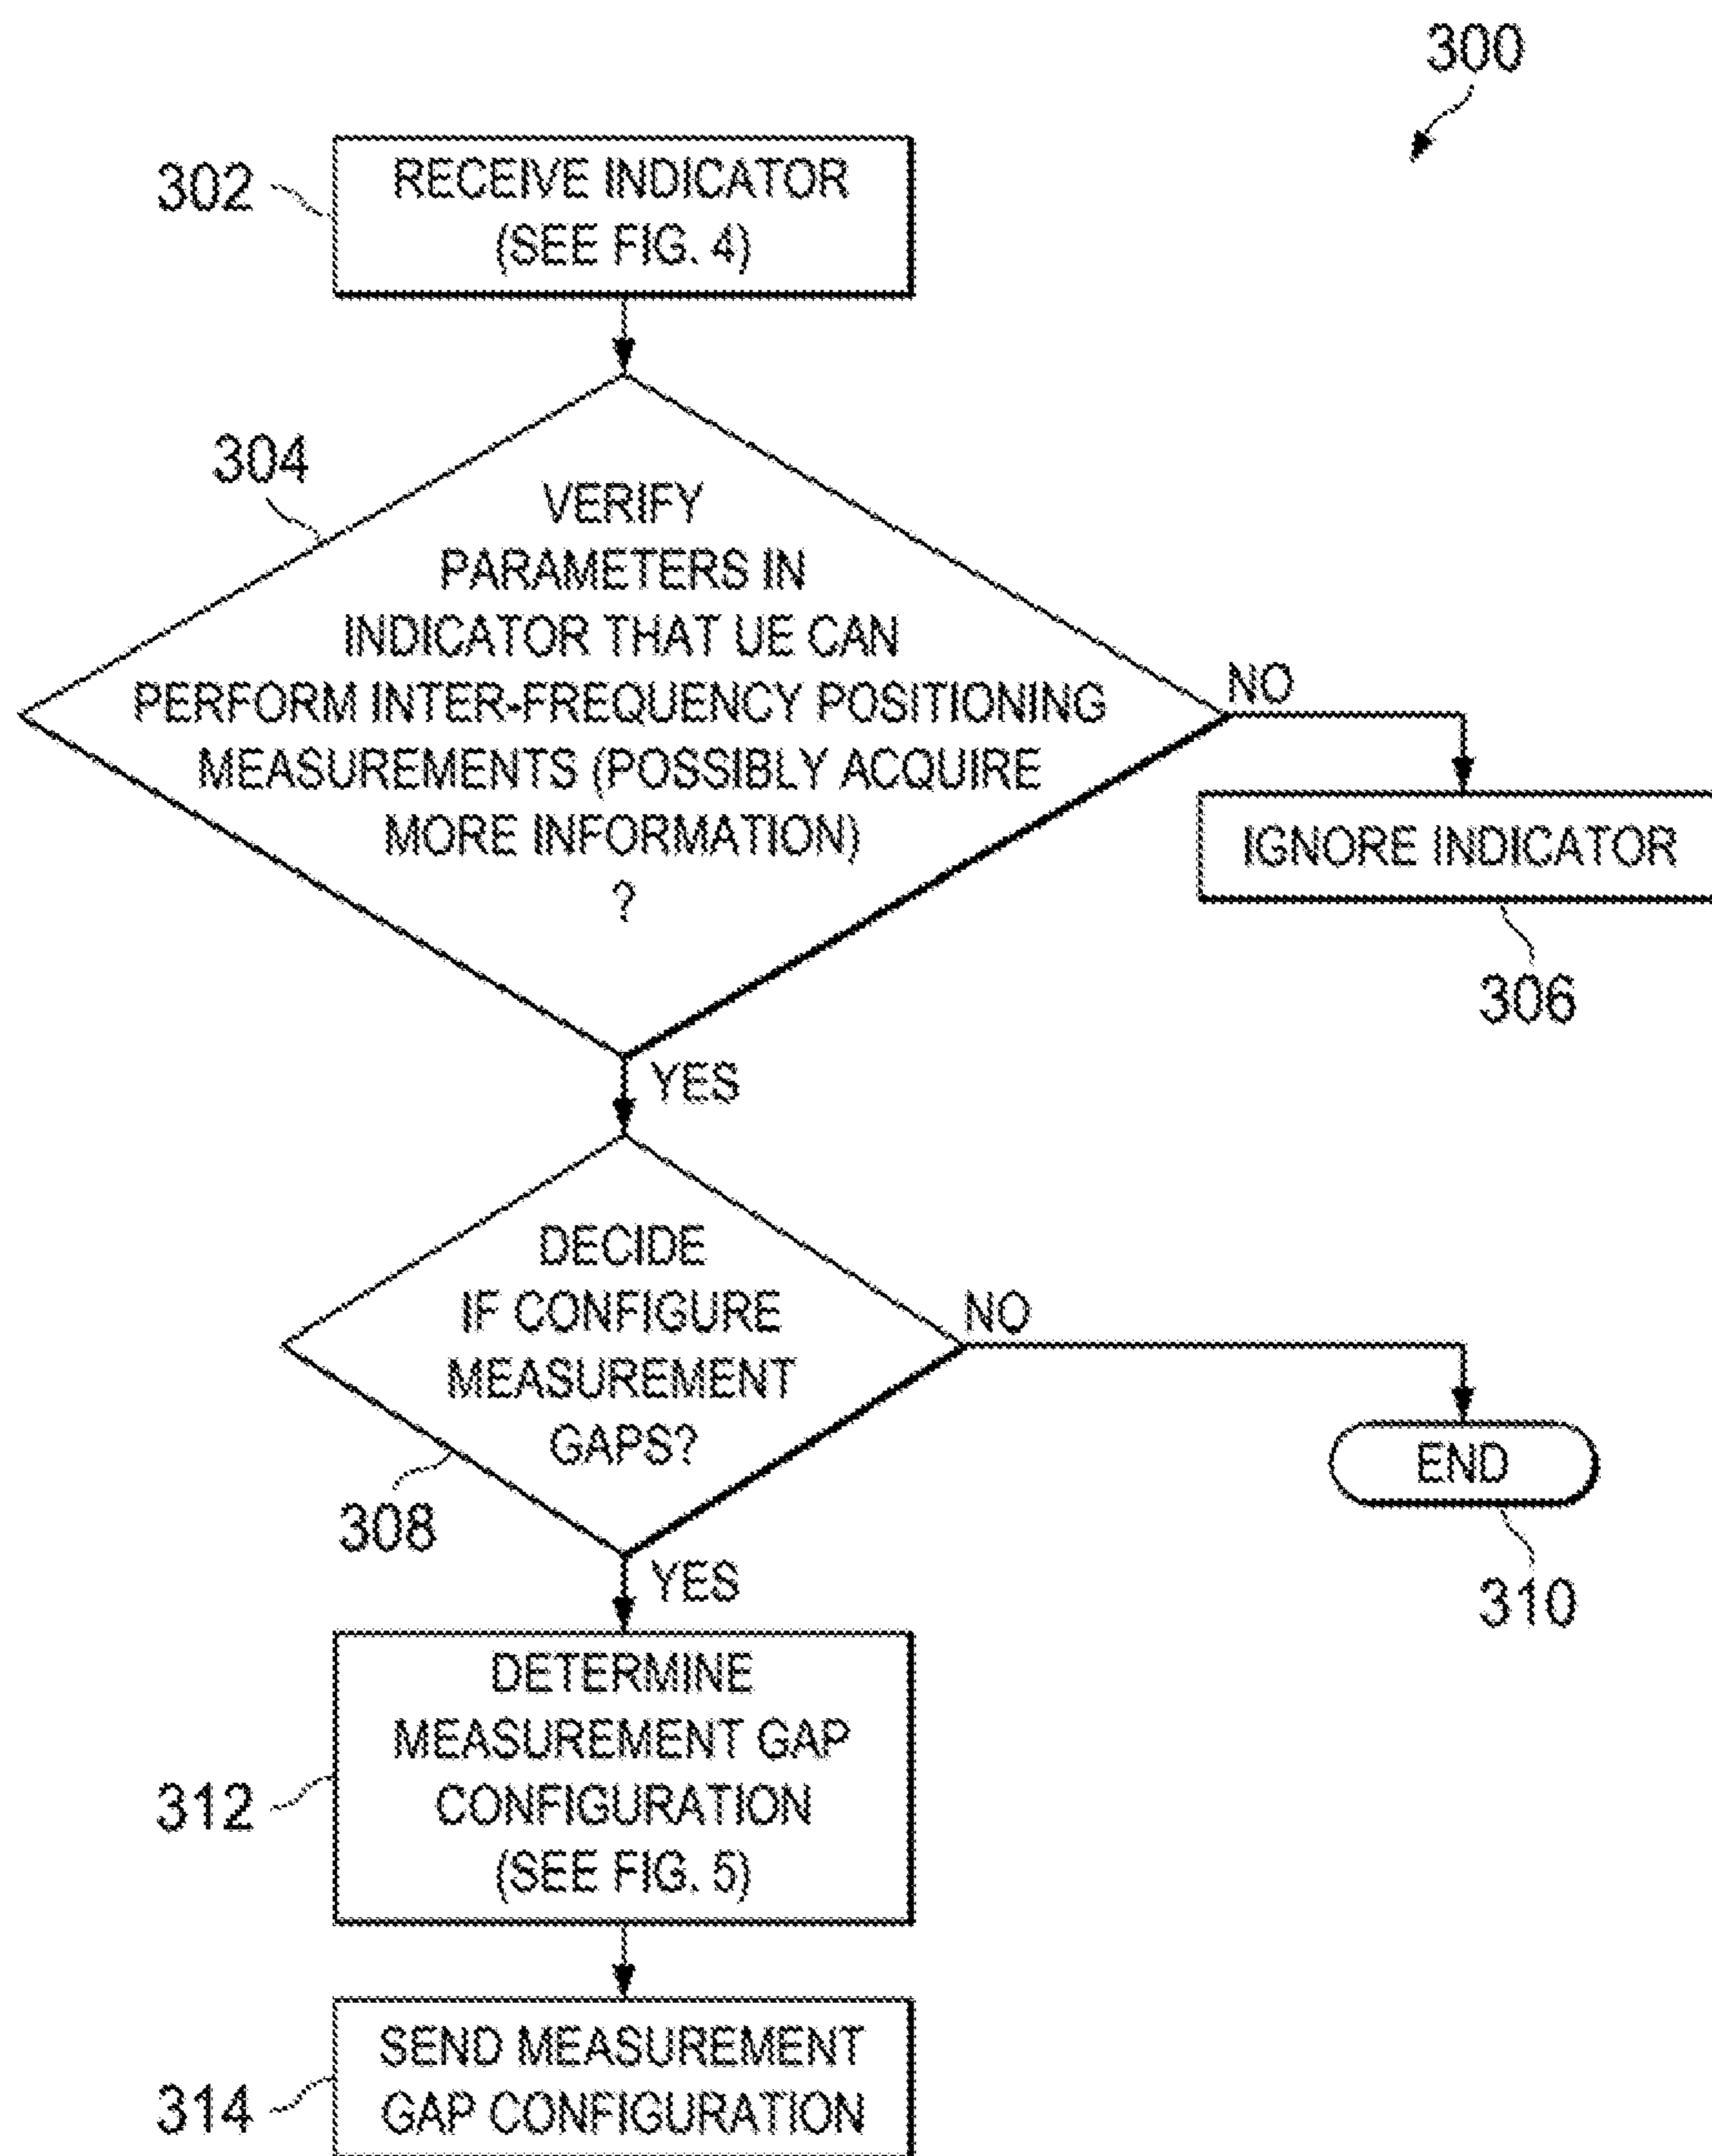 300
302
RECEIVE INDICATOR
(SEE FIG. 4)
304
VERIFY
PARAMETERS IN
INDICATOR THAT UE CAN
PERFORM INTER-FREQUENCY POSITIONING
MEASUREMENTS (POSSIBLY ACQUIRE
MORE INFORMATION)
?
NO
IGNORE INDICATOR
306
YES
DECIDE
IF CONFIGURE
MEASUREMENT
GAPS?
308
NO
END
310
YES
DETERMINE
MEASUREMENT GAP
CONFIGURATION
(SEE FIG. 5)
312
SEND MEASUREMENT
GAP CONFIGURATION
314